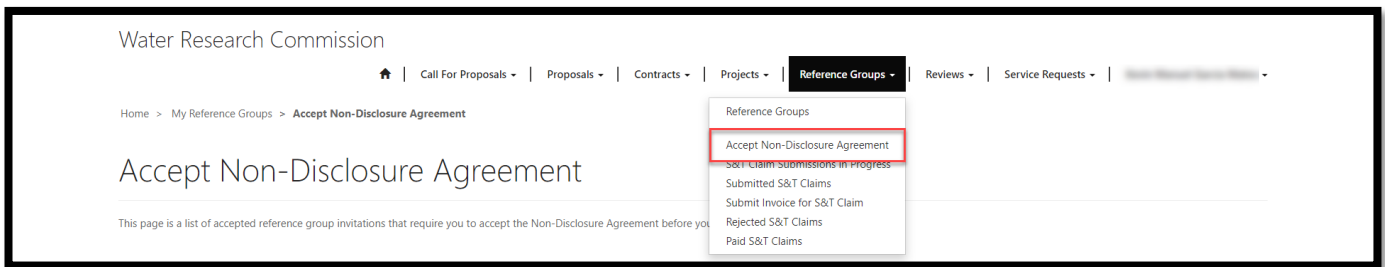 Water Research Commission
Call For Proposals Proposals Contracts Projects Reference Groups Reviews Service Requests
Home > My Reference Groups > Accept Non-Disclosure Agreement
Accept Non-Disclosure Agreement
This page is a list of accepted reference group invitations that require you to accept the Non-Disclosure Agreement before
Reference Groups
Accept Non-Disclosure Agreement
S&T Claim Submissions In Progress
Submitted S&T Claims
Submit Invoice for S&T Claim
Rejected S&T Claims
Paid S&T Claims